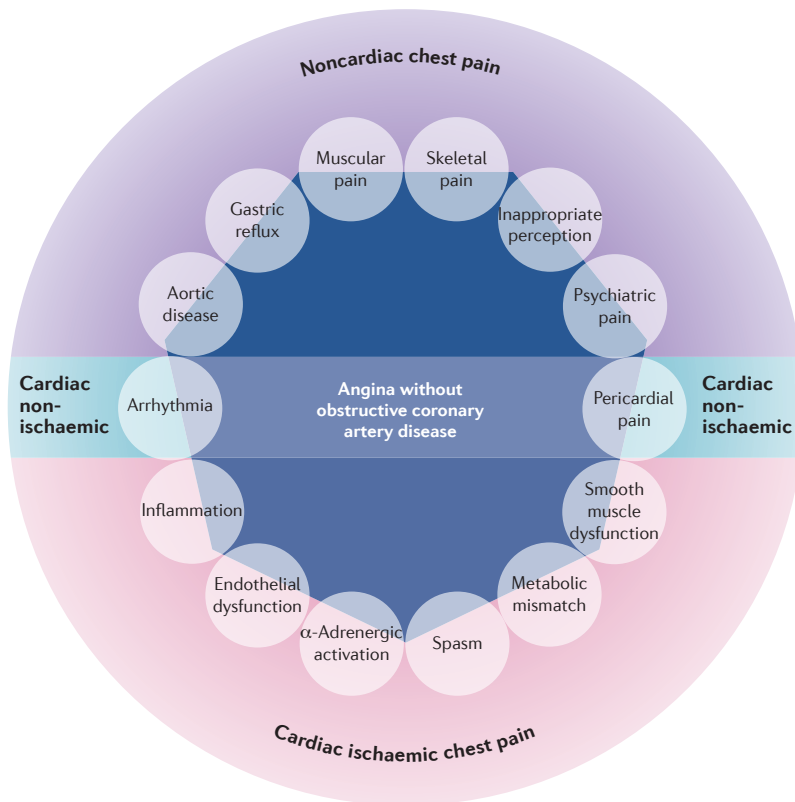 Noncardiac chest pain
Muscular
pain
Skeletal
pain
Gastric
reflux
Inappropriate
perception
Aortic
disease
Psychiatric
pain
Cardiac
non-
ischaemic
Arrhythmia
Angina without
obstructive coronary
artery disease
Pericardial
pain
Cardiac
non-
ischaemic
Inflammation
Smooth
muscle
dysfunction
Endothelial
dysfunction
Metabolic
mismatch
α-Adrenergic
activation
Spasm
Cardiac ischaemic chest pain